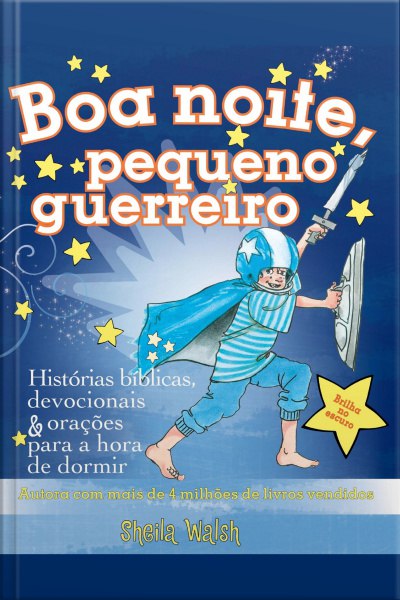 Boa noite,
pequeno
guerreiro
Histórias bíblicas,
devocionais
& orações
para a hora
de dormir
Brilha
no
escuro
Autora com mais de 4 milhões de livros vendidos
Sheila Walsh